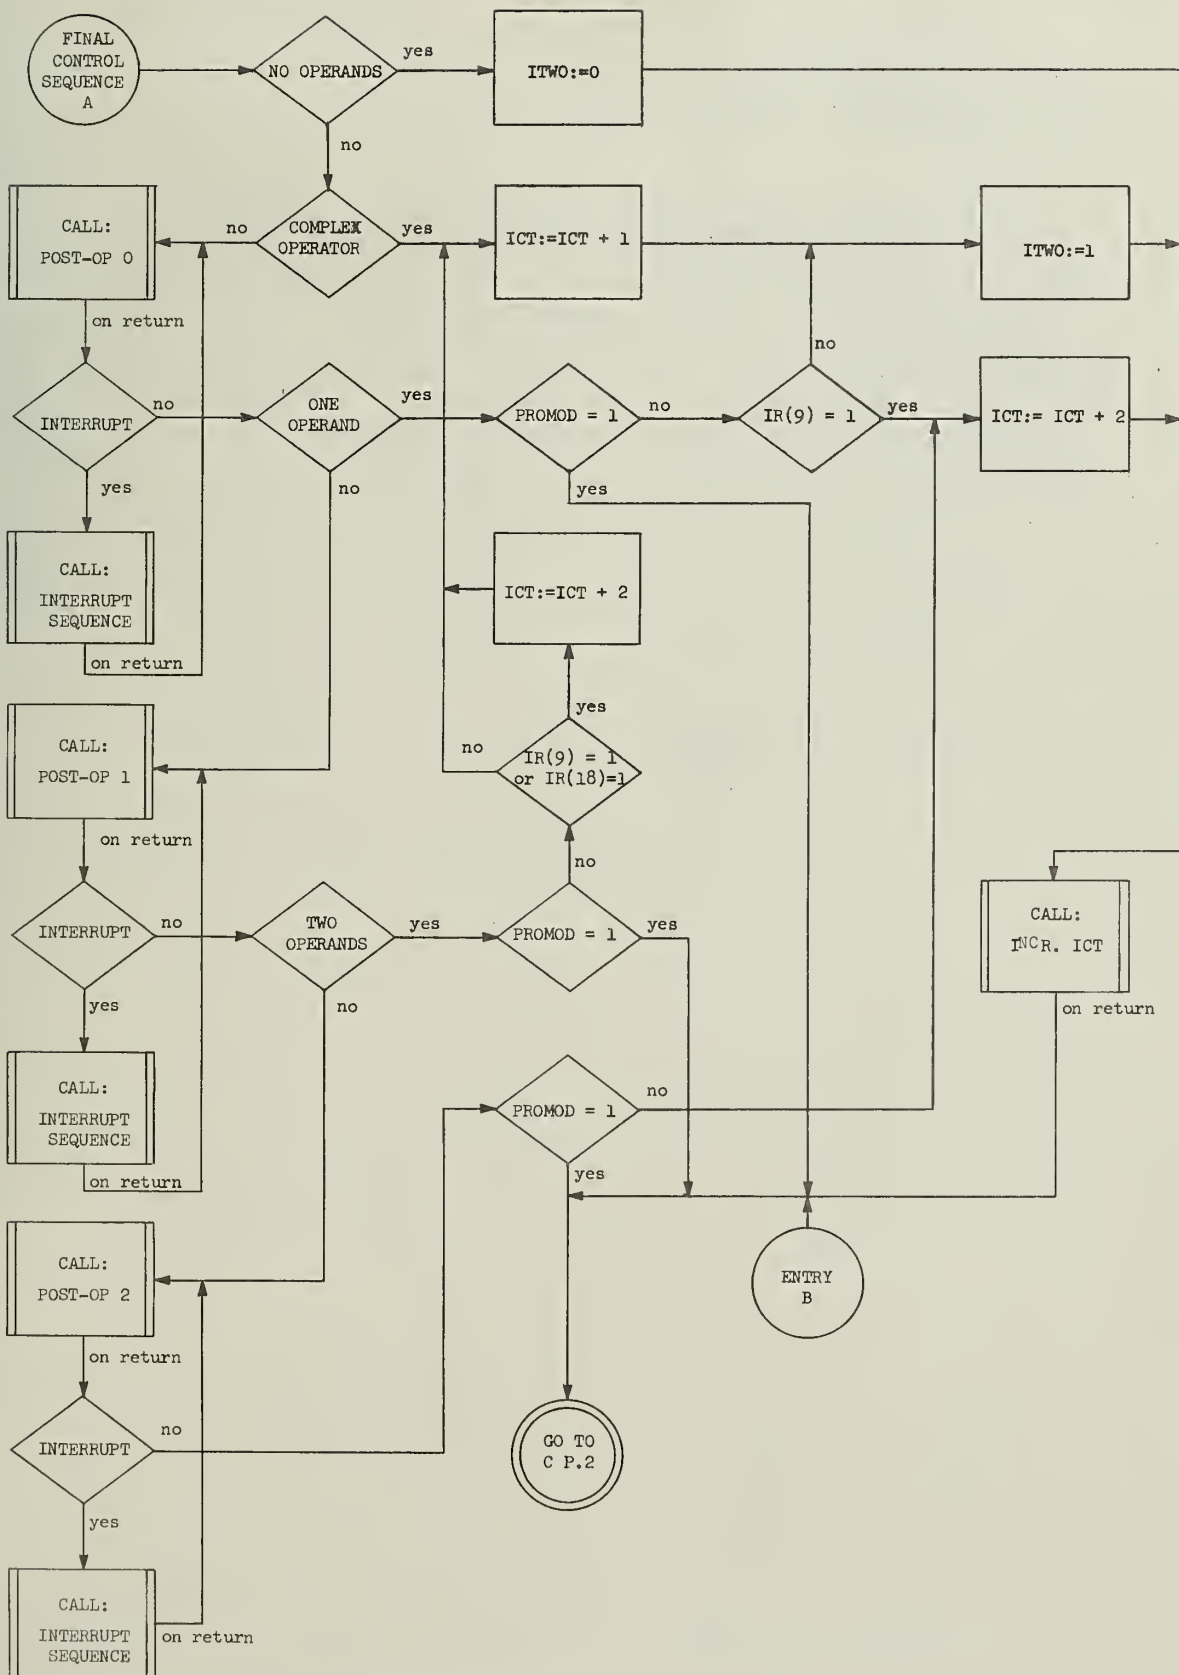 FINAL
CONTROL
SEQUENCE
A
NO OPERANDS
yes
ITWO:=0
no
CALL:
POST-OP 0
no
COMPLEX
OPERATOR
yes
ICT:=ICT + 1
ITWO:=1
on return
no
INTERRUPT
no
ONE
OPERAND
yes
PROMOD = 1
no
IR(9) = 1
yes
ICT:= ICT + 2
yes
no
yes
CALL:
INTERRUPT
SEQUENCE
on return
ICT:=ICT + 2
yes
CALL:
POST-OP 1
no
IR(9) = 1
or IR(18)=1
on return
no
INTERRUPT
no
TWO
OPERANDS
yes
PROMOD = 1
yes
CALL:
INCR. ICT
on return
yes
no
CALL:
INTERRUPT
SEQUENCE
on return
PROMOD = 1
no
yes
CALL:
POST-OP 2
on return
ENTRY
B
INTERRUPT
no
GO TO
C P.2
yes
CALL:
INTERRUPT
SEQUENCE
on return